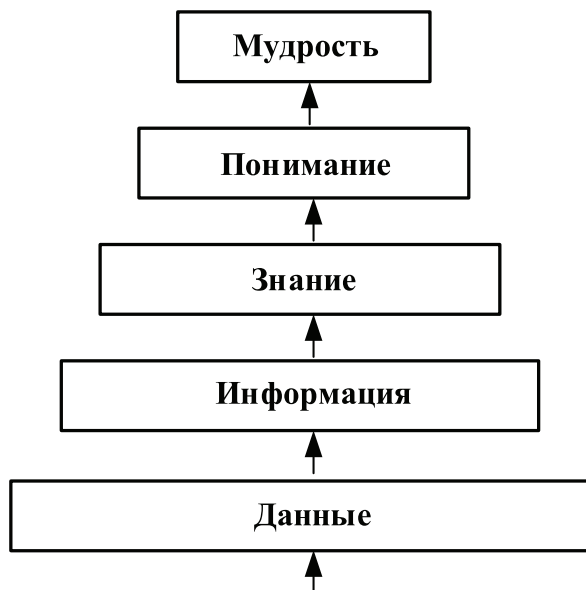 Мудрость
Понимание
Знание
Информация
Данные